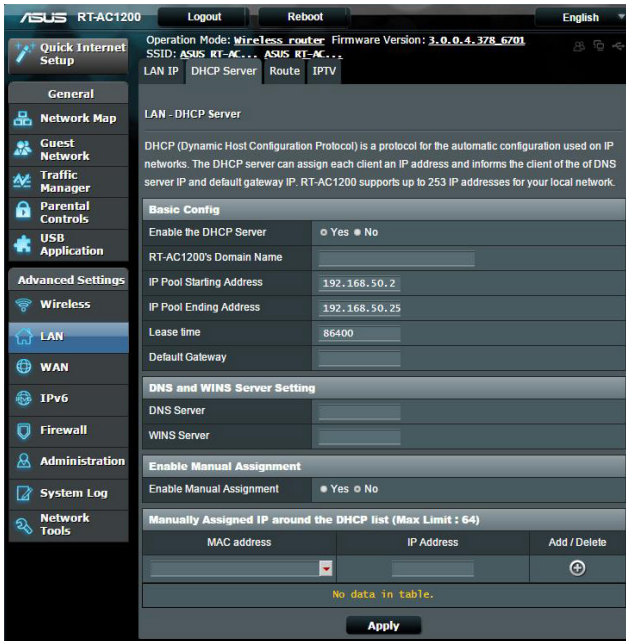 ASUS RT-AC1200 Logout Reboot English
Quick Internet Setup
Operation Mode: Wireless router Firmware Version: 3.0.0.4.378_6701
SSID: ASUS RT-AC... ASUS RT-AC...
LAN IP DHCP Server Route IPTV
General
Network Map
Guest Network
Traffic Manager
Parental Controls
USB Application
Advanced Settings
Wireless
LAN
WAN
IPv6
Firewall
Administration
System Log
Network Tools
LAN - DHCP Server
DHCP (Dynamic Host Configuration Protocol) is a protocol for the automatic configuration used on IP
networks. The DHCP server can assign each client an IP address and informs the client of the of DNS
server IP and default gateway IP. RT-AC1200 supports up to 253 IP addresses for your local network.
Basic Config
Enable the DHCP Server Yes No
RT-AC1200's Domain Name
IP Pool Starting Address 192.168.50.2
IP Pool Ending Address 192.168.50.25
Lease time 86400
Default Gateway
DNS and WINS Server Setting
DNS Server
WINS Server
Enable Manual Assignment
Enable Manual Assignment Yes No
Manually Assigned IP around the DHCP list (Max Limit : 64)
MAC address IP Address Add / Delete
No data in table.
Apply